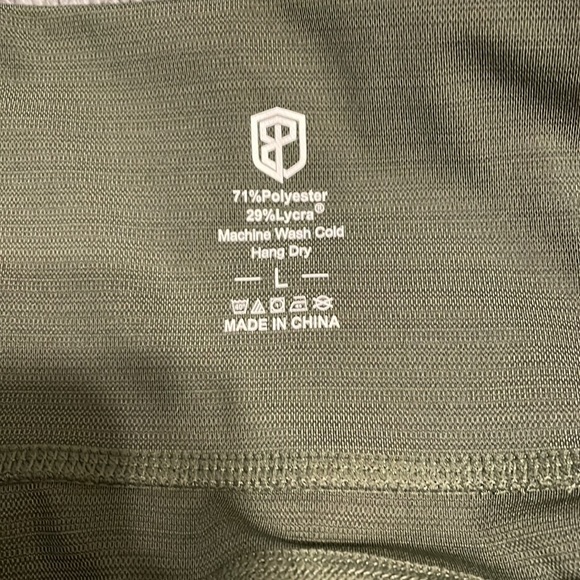 71%Polyester
29%Lycra®
Machine Wash Cold
Hang Dry
— L —
MADE IN CHINA